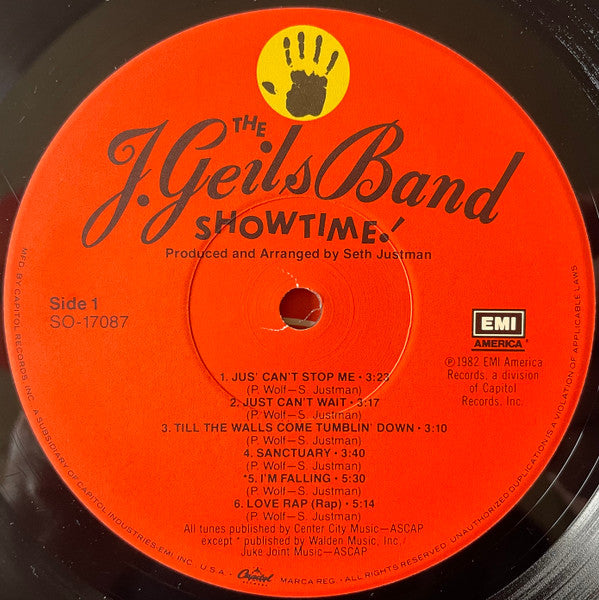 THE
J. Geils Band
SHOWTIME!
Produced and Arranged by Seth Justman
Side 1
SO-17087
EMI
AMERICA
℗1982 EMI America
Records, a division
of Capitol
Records, Inc.
1. JUS' CAN'T STOP ME • 3:23
(P. Wolf—S. Justman)
2. JUST CAN'T WAIT • 3:17
(P. Wolf—S. Justman)
3. TILL THE WALLS COME TUMBLIN' DOWN • 3:10
(P. Wolf—S. Justman)
4. SANCTUARY • 3:40
(P. Wolf—S. Justman)
*5. I'M FALLING • 5:30
(P. Wolf—S. Justman)
6. LOVE RAP (Rap) • 5:14
(P. Wolf—S. Justman)
All tunes published by Center City Music—ASCAP
except * published by Walden Music, Inc./
Juke Joint Music—ASCAP
MFD. BY CAPITOL RECORDS, INC. A SUBSIDIARY OF CAPITOL INDUSTRIES-EMI, INC. U.S.A. • Capitol RECORDS MARCA REG. • ALL RIGHTS RESERVED. UNAUTHORIZED DUPLICATION IS A VIOLATION OF APPLICABLE LAWS